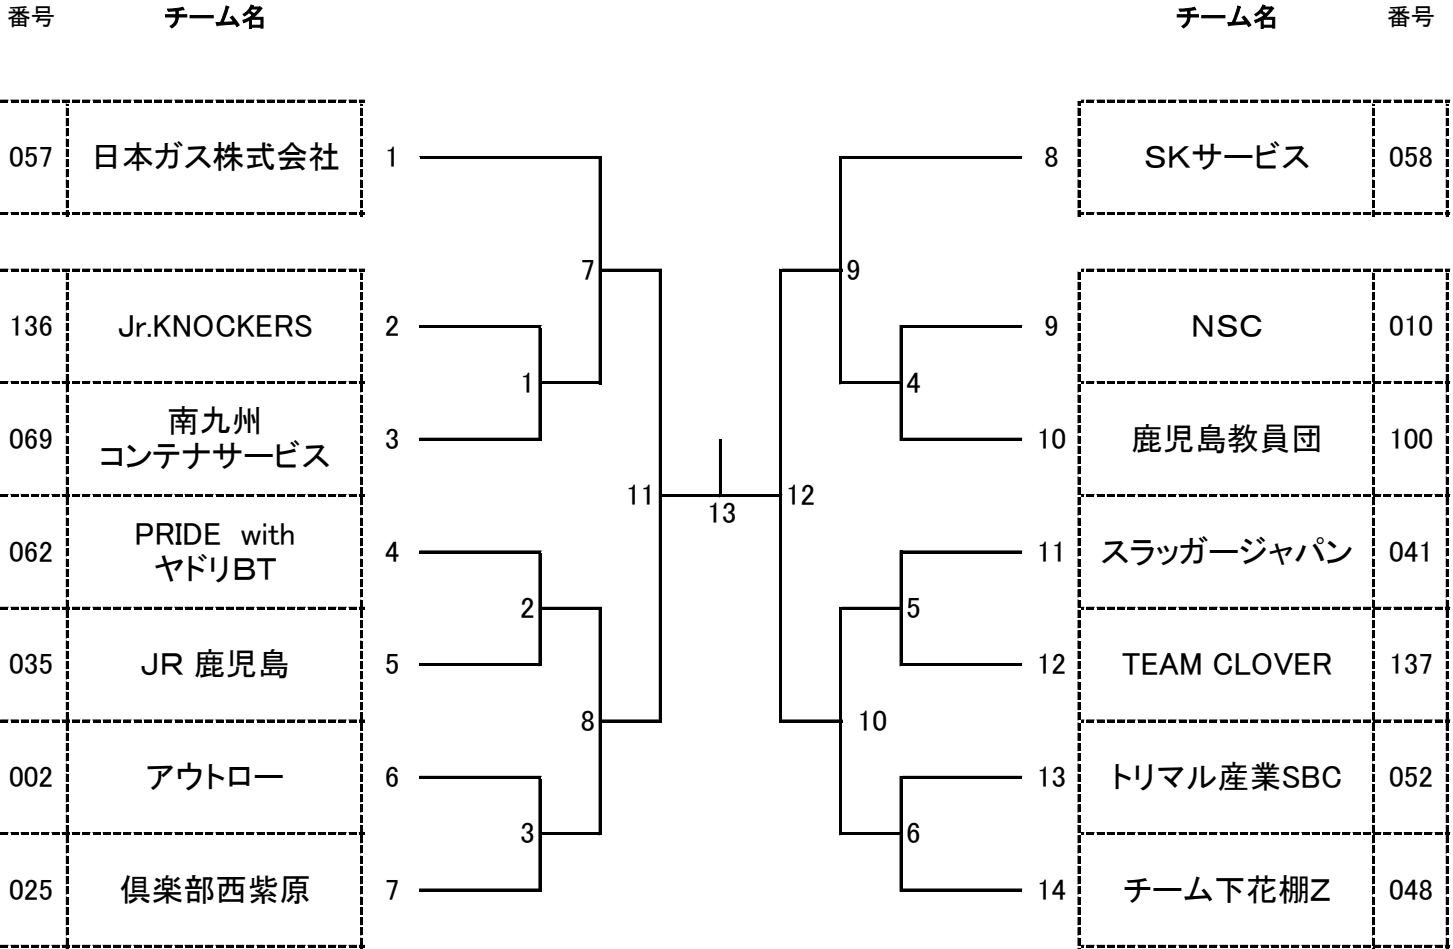 番号 チーム名 チーム名 番号
057 日本ガス株式会社 1 8 SKサービス 058
7 9
136 Jr.KNOCKERS 2 9 NSC 010
1 4
069 南九州
コンテナサービス 3 10 鹿児島教員団 100
11 13 12
062 PRIDE with
ヤドリBT 4 11 スラッガージャパン 041
2 5
035 JR 鹿児島 5 12 TEAM CLOVER 137
8 10
002 アウトロー 6 13 トリマル産業SBC 052
3 6
025 倶楽部西紫原 7 14 チーム下花棚Z 048